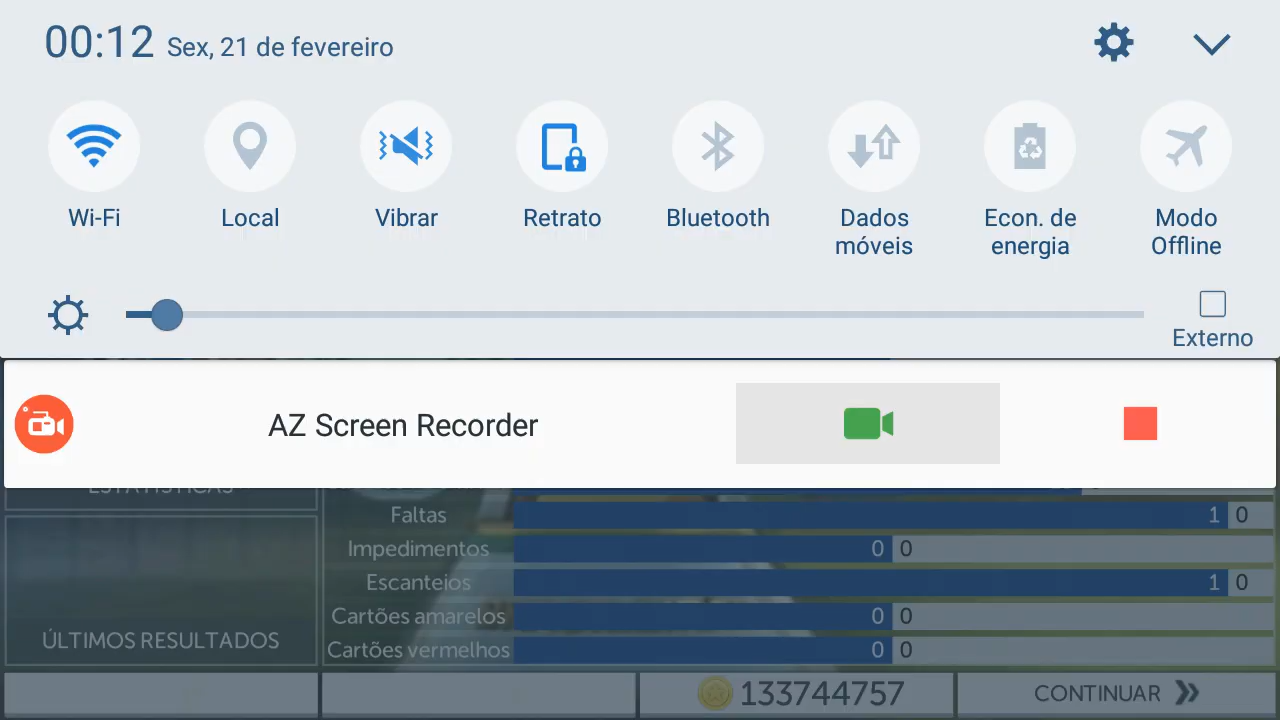 00:12 Sex, 21 de fevereiro
Wi-Fi
Local
Vibrar
Retrato
Bluetooth
Dados
móveis
Econ. de
energia
Modo
Offline
Externo
AZ Screen Recorder
ESTATÍSTICAS
Faltas 1 0
Impedimentos 0 0
Escanteios 1 0
Cartões amarelos 0 0
Cartões vermelhos 0 0
ÚLTIMOS RESULTADOS
133744757
CONTINUAR